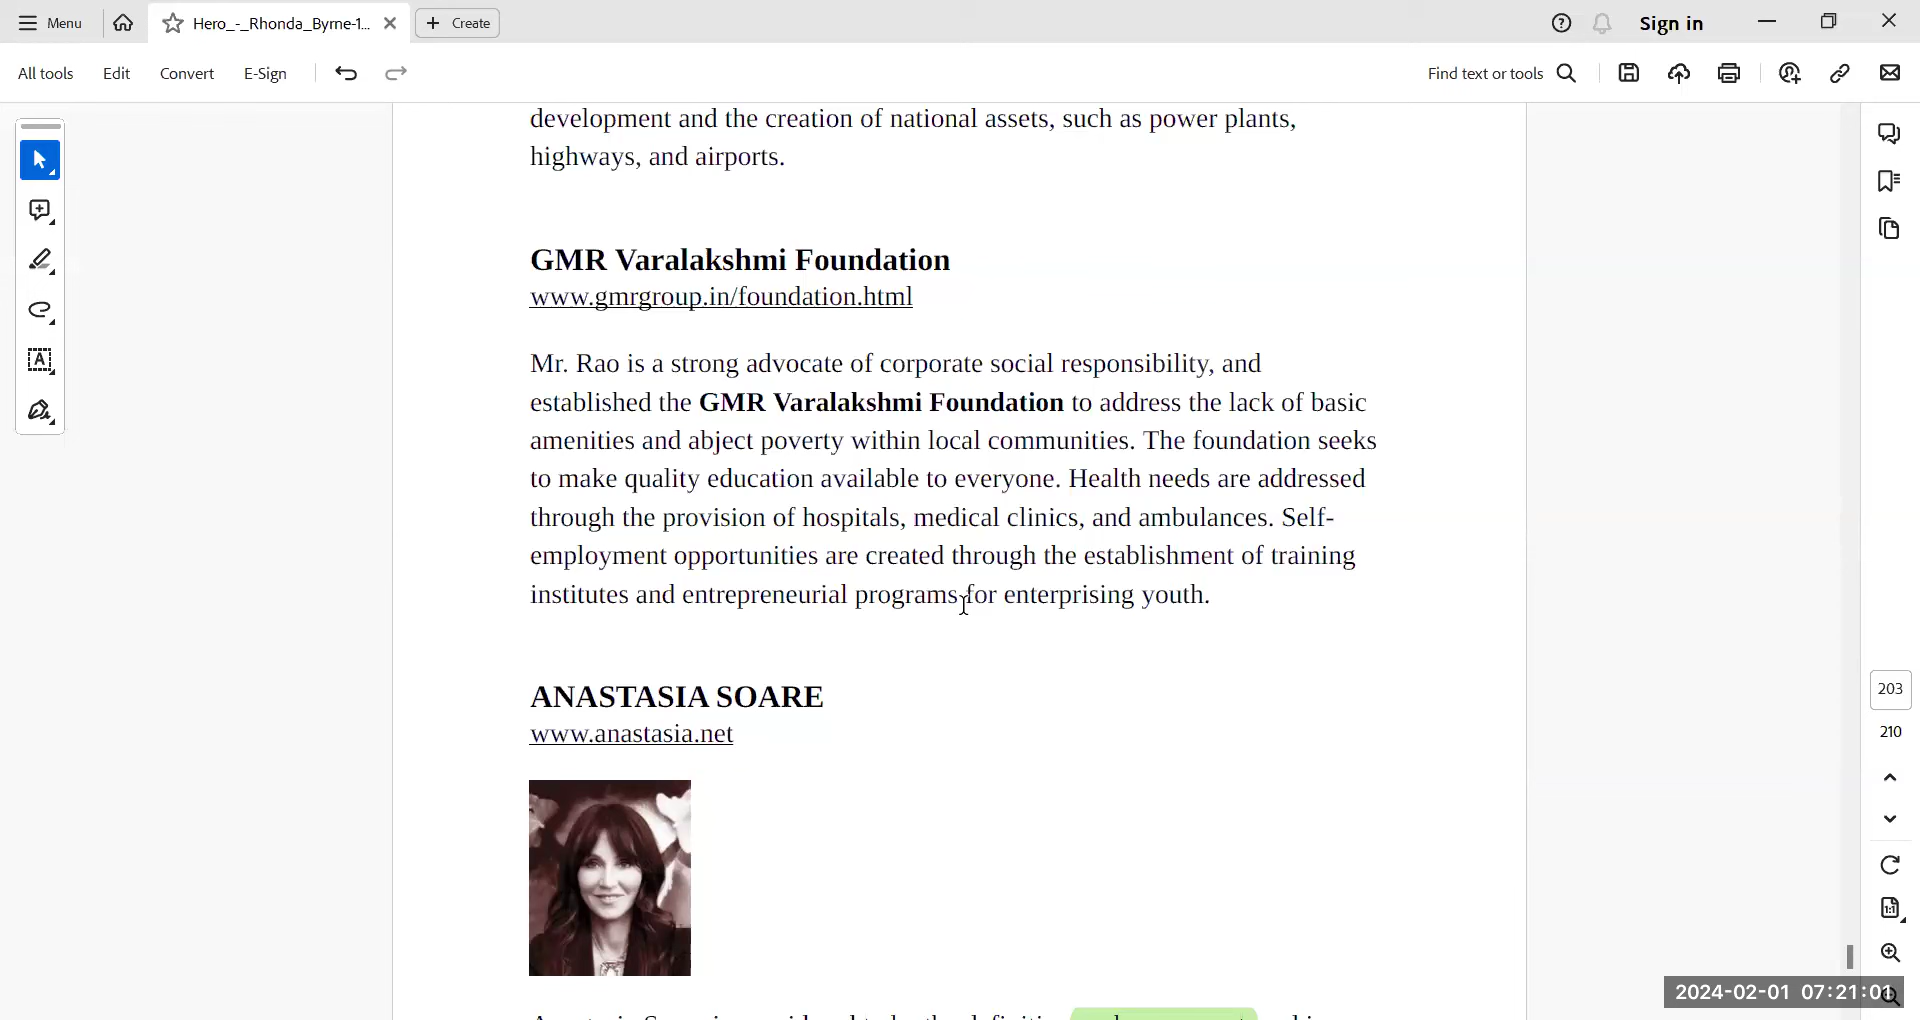 Menu
Hero_-_Rhonda_Byrne-1...
Create
Sign in
All tools
Edit
Convert
E-Sign
Find text or tools
development and the creation of national assets, such as power plants,
highways, and airports.
GMR Varalakshmi Foundation
www.gmrgroup.in/foundation.html
Mr. Rao is a strong advocate of corporate social responsibility, and
established the GMR Varalakshmi Foundation to address the lack of basic
amenities and abject poverty within local communities. The foundation seeks
to make quality education available to everyone. Health needs are addressed
through the provision of hospitals, medical clinics, and ambulances. Self-
employment opportunities are created through the establishment of training
institutes and entrepreneurial programs for enterprising youth.
ANASTASIA SOARE
www.anastasia.net
203
210
2024-02-01 07:21:01